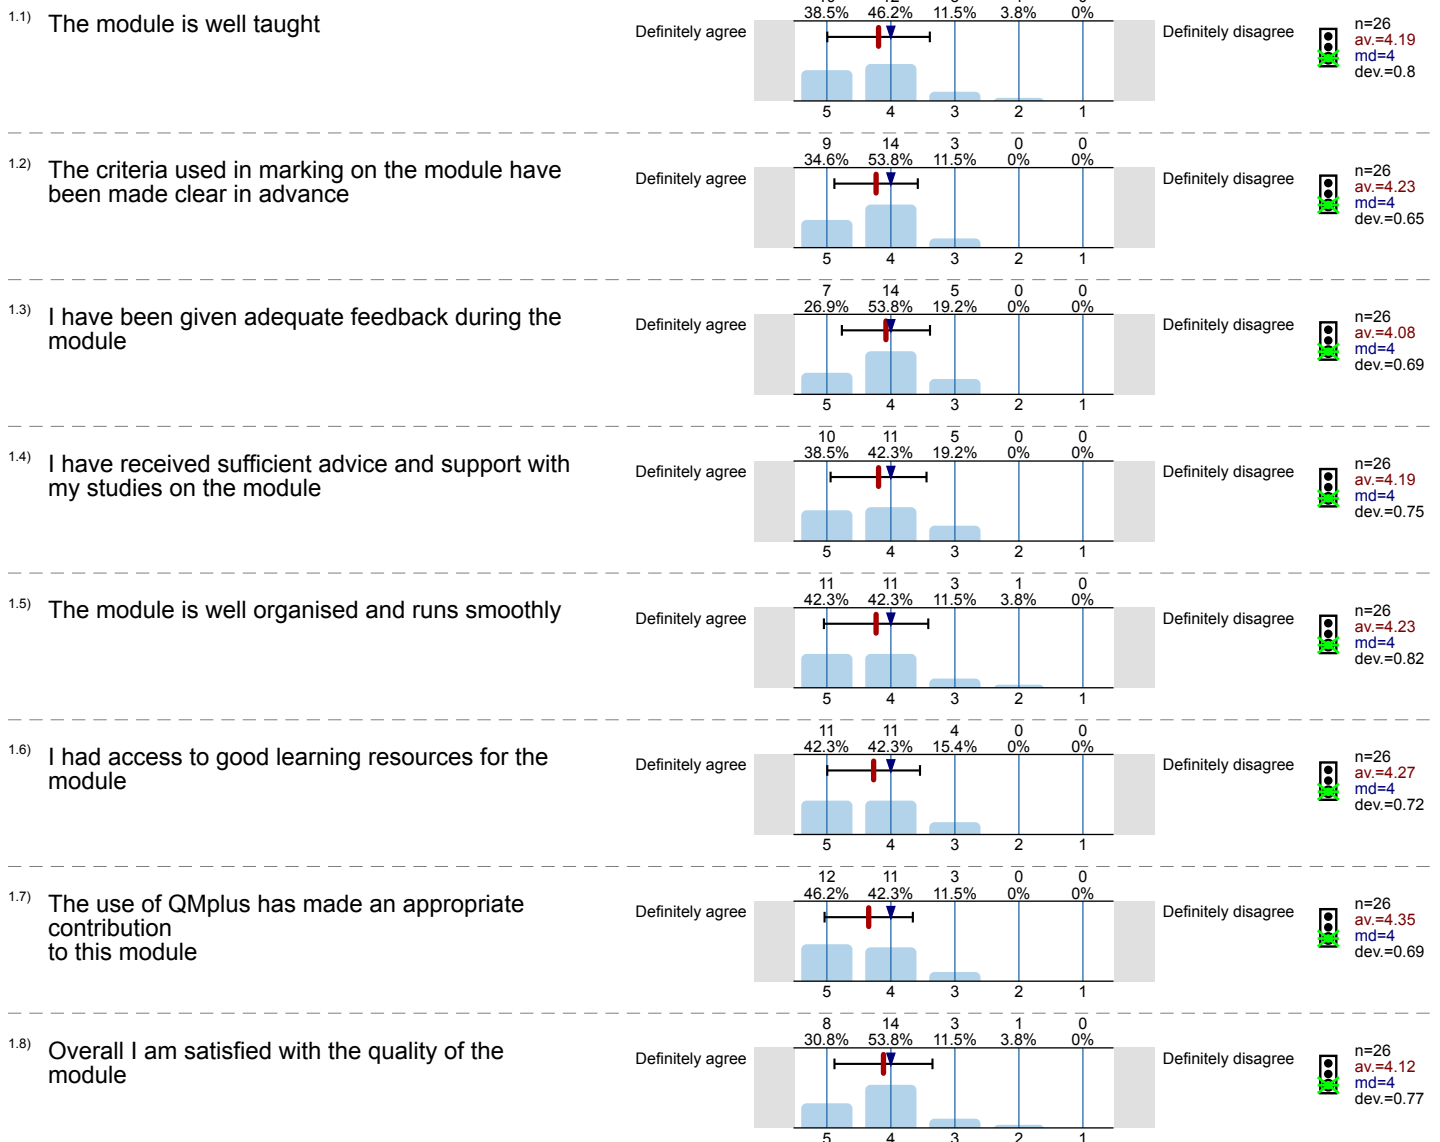 38.5% 46.2% 11.5% 3.8% 0%
1.1) The module is well taught
Definitely agree
Definitely disagree
n=26
av.=4.19
md=4
dev.=0.8
5 4 3 2 1
9 14 3 0 0
34.6% 53.8% 11.5% 0% 0%
1.2) The criteria used in marking on the module have
been made clear in advance
Definitely agree
Definitely disagree
n=26
av.=4.23
md=4
dev.=0.65
5 4 3 2 1
7 14 5 0 0
26.9% 53.8% 19.2% 0% 0%
1.3) I have been given adequate feedback during the
module
Definitely agree
Definitely disagree
n=26
av.=4.08
md=4
dev.=0.69
5 4 3 2 1
10 11 5 0 0
38.5% 42.3% 19.2% 0% 0%
1.4) I have received sufficient advice and support with
my studies on the module
Definitely agree
Definitely disagree
n=26
av.=4.19
md=4
dev.=0.75
5 4 3 2 1
11 11 3 1 0
42.3% 42.3% 11.5% 3.8% 0%
1.5) The module is well organised and runs smoothly
Definitely agree
Definitely disagree
n=26
av.=4.23
md=4
dev.=0.82
5 4 3 2 1
11 11 4 0 0
42.3% 42.3% 15.4% 0% 0%
1.6) I had access to good learning resources for the
module
Definitely agree
Definitely disagree
n=26
av.=4.27
md=4
dev.=0.72
5 4 3 2 1
12 11 3 0 0
46.2% 42.3% 11.5% 0% 0%
1.7) The use of QMplus has made an appropriate
contribution
to this module
Definitely agree
Definitely disagree
n=26
av.=4.35
md=4
dev.=0.69
5 4 3 2 1
8 14 3 1 0
30.8% 53.8% 11.5% 3.8% 0%
1.8) Overall I am satisfied with the quality of the
module
Definitely agree
Definitely disagree
n=26
av.=4.12
md=4
dev.=0.77
5 4 3 2 1